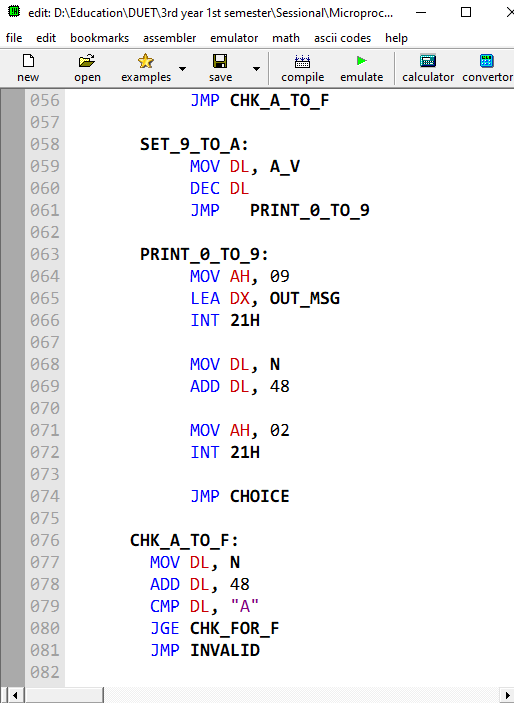 edit: D:\Education\DUET\3rd year 1st semester\Sessional\Microproc...
file edit bookmarks assembler emulator math ascii codes help
new open examples save compile emulate calculator convertor
056 JMP CHK_A_TO_F
057
058 SET_9_TO_A:
059 MOV DL, A_V
060 DEC DL
061 JMP PRINT_0_TO_9
062
063 PRINT_0_TO_9:
064 MOV AH, 09
065 LEA DX, OUT_MSG
066 INT 21H
067
068 MOV DL, N
069 ADD DL, 48
070
071 MOV AH, 02
072 INT 21H
073
074 JMP CHOICE
075
076 CHK_A_TO_F:
077 MOV DL, N
078 ADD DL, 48
079 CMP DL, "A"
080 JGE CHK_FOR_F
081 JMP INVALID
082